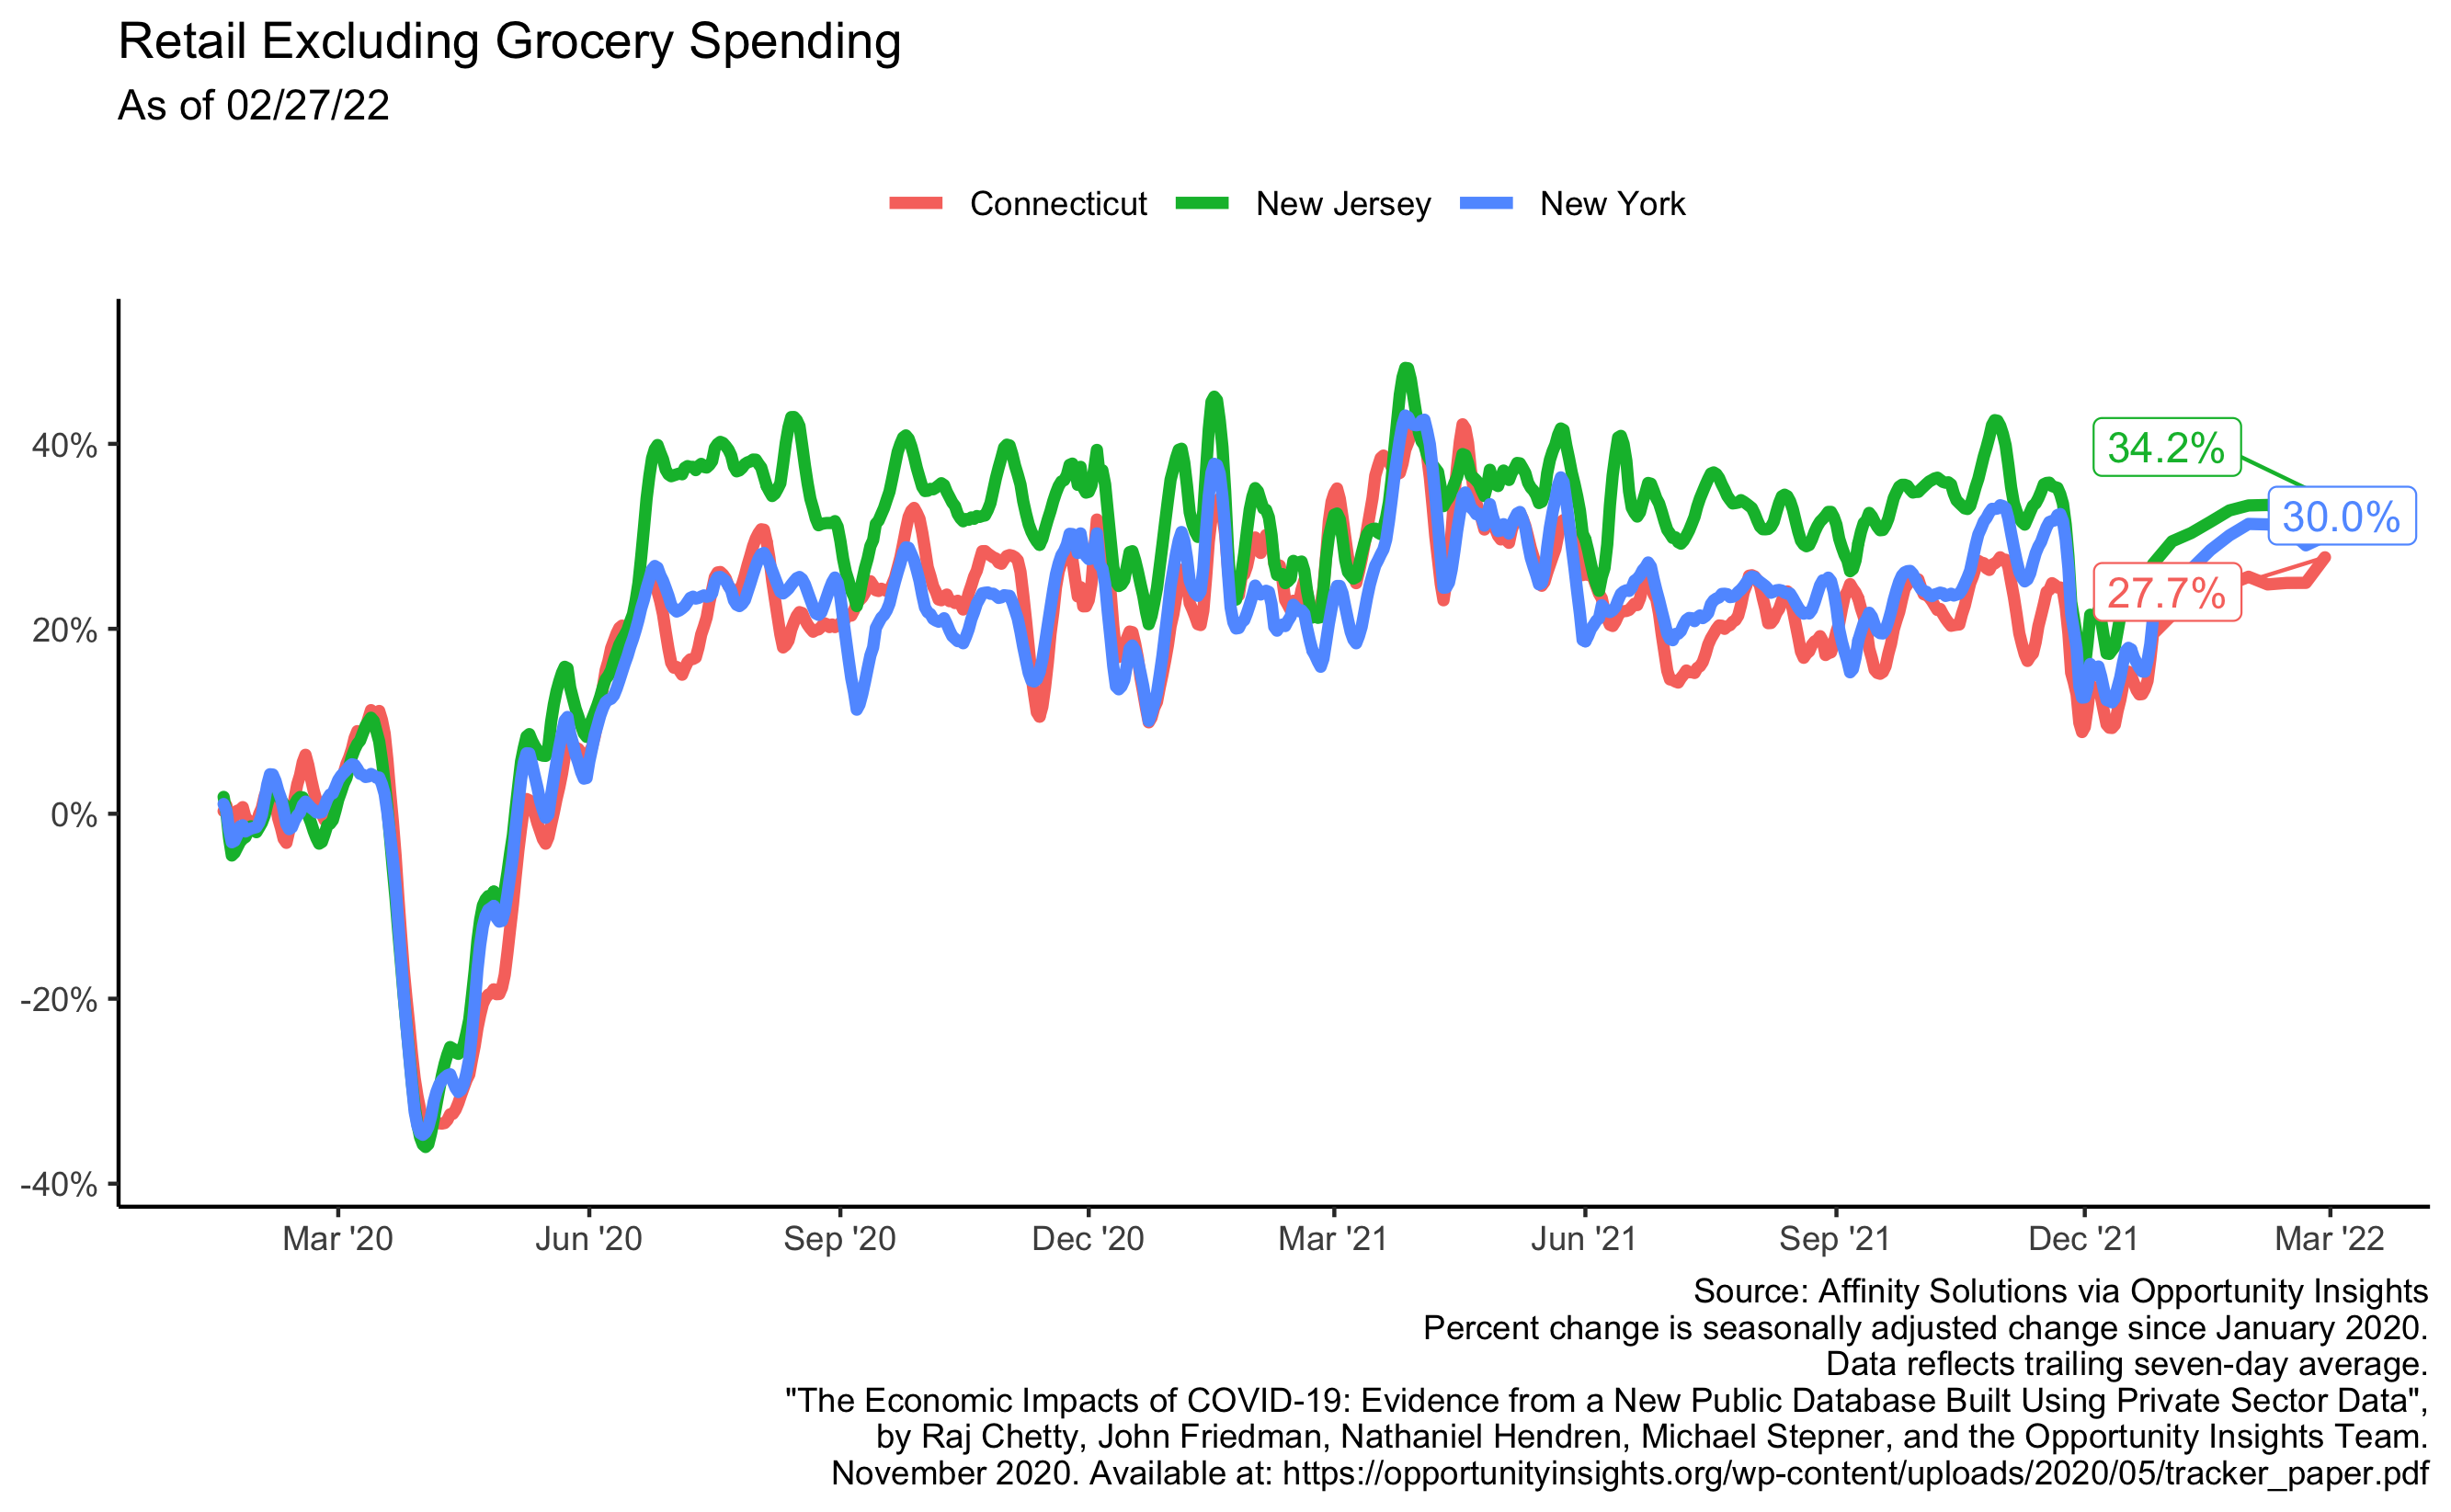 Retail Excluding Grocery Spending
As of 02/27/22
Connecticut New Jersey New York
40%
20%
0%
-20%
-40%
34.2%
30.0%
27.7%
Mar '20 Jun '20 Sep '20 Dec '20 Mar '21 Jun '21 Sep '21 Dec '21 Mar '22
Source: Affinity Solutions via Opportunity Insights
Percent change is seasonally adjusted change since January 2020.
Data reflects trailing seven-day average.
"The Economic Impacts of COVID-19: Evidence from a New Public Database Built Using Private Sector Data",
by Raj Chetty, John Friedman, Nathaniel Hendren, Michael Stepner, and the Opportunity Insights Team.
November 2020. Available at: https://opportunityinsights.org/wp-content/uploads/2020/05/tracker_paper.pdf